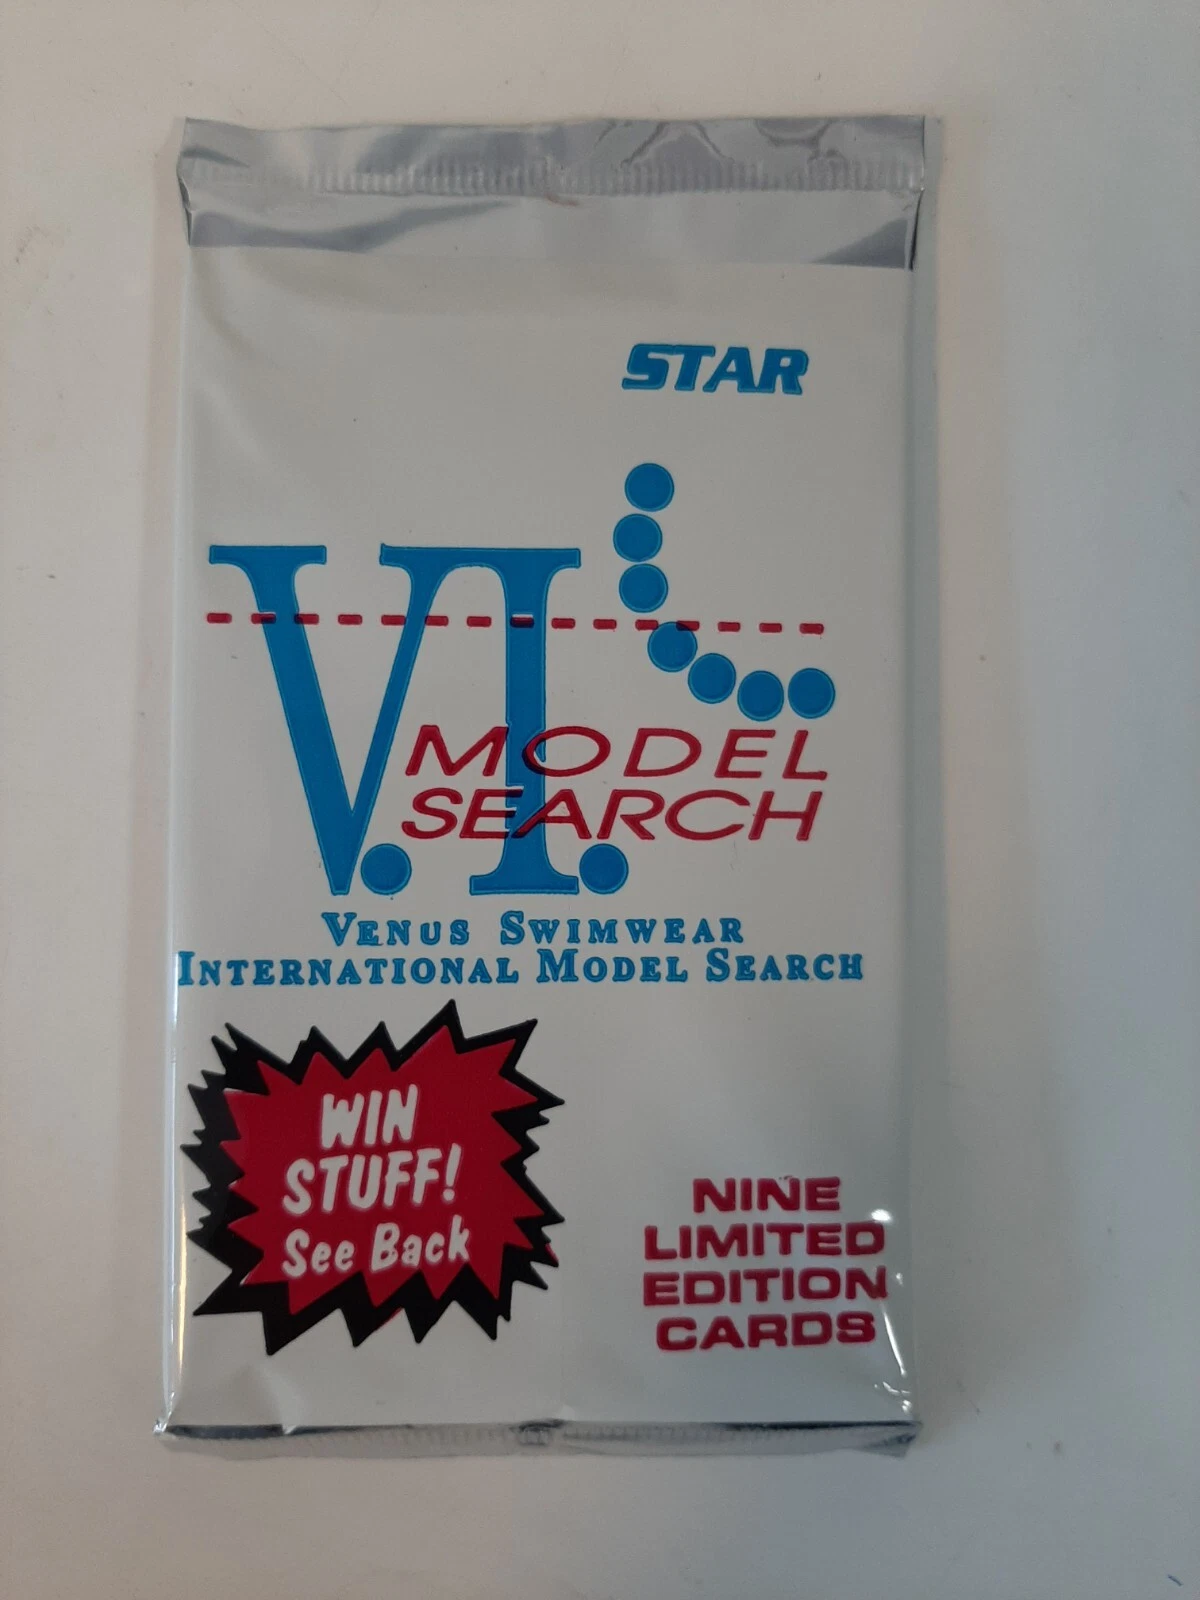 STAR
V.I.
MODEL
SEARCH
VENUS SWIMWEAR
INTERNATIONAL MODEL SEARCH
WIN
STUFF!
See Back
NINE
LIMITED
EDITION
CARDS